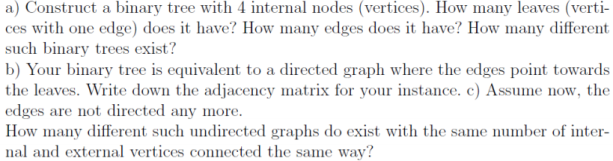 a) Construct a binary tree with 4 internal nodes (vertices). How many leaves (verti-
ces with one edge) does it have? How many edges does it have? How many different
such binary trees exist?
b) Your binary tree is equivalent to a directed graph where the edges point towards
the leaves. Write down the adjacency matrix for your instance. c) Assume now, the
edges are not directed any more.
How many different such undirected graphs do exist with the same number of inter-
nal and external vertices connected the same way?